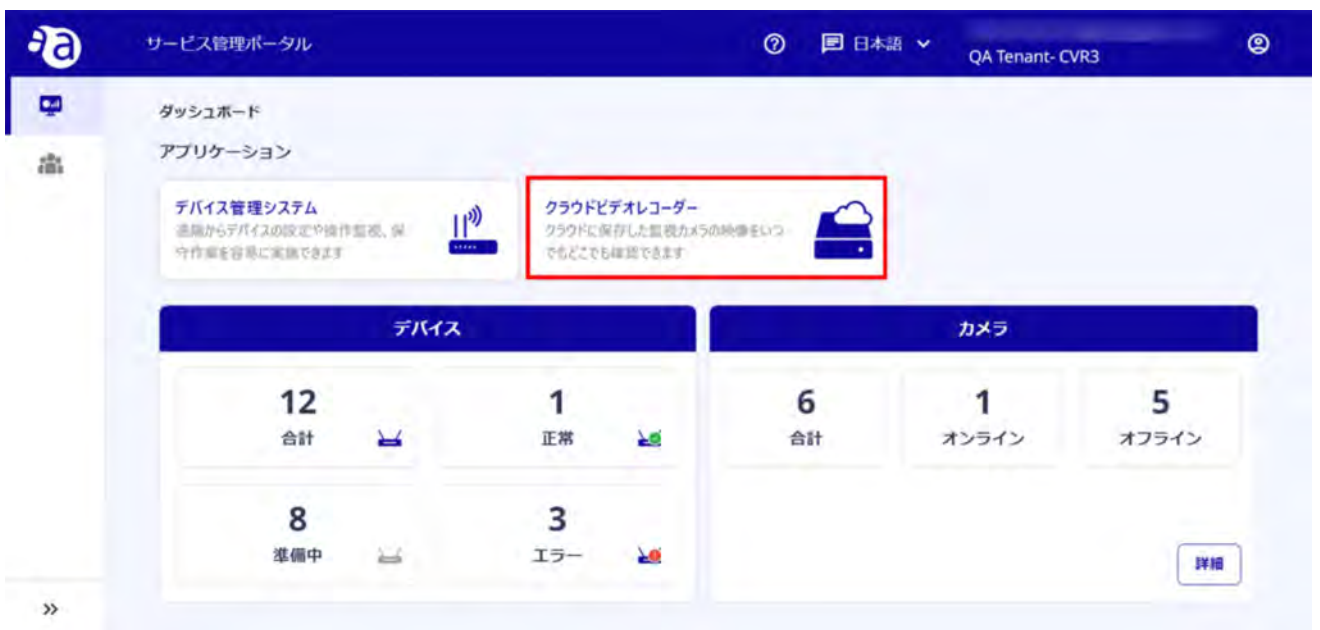 サービス管理ポータル
日本語
QA Tenant- CVR3
ダッシュボード
アプリケーション
デバイス管理システム
遠隔からデバイスの設定や操作監視、保
守作業を容易に実施できます
クラウドビデオレコーダー
クラウドに保存した監視カメラの映像をいつ
でもどこでも確認できます
デバイス
カメラ
12
合計
1
正常
6
合計
1
オンライン
5
オフライン
8
準備中
3
エラー
詳細